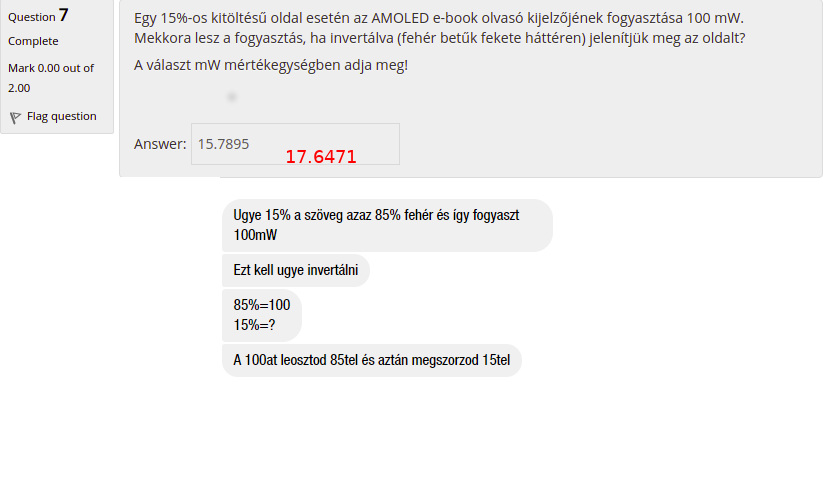 Question 7
Complete
Mark 0.00 out of
2.00
Flag question
Egy 15%-os kitöltésű oldal esetén az AMOLED e-book olvasó kijelzőjének fogyasztása 100 mW.
Mekkora lesz a fogyasztás, ha invertálva (fehér betűk fekete háttéren) jelenítjük meg az oldalt?
A választ mW mértékegységben adja meg!
Answer: 15.7895
17.6471
Ugye 15% a szöveg azaz 85% fehér és így fogyaszt
100mW
Ezt kell ugye invertálni
85%=100
15%=?
A 100at leosztod 85tel és aztán megszorzod 15tel